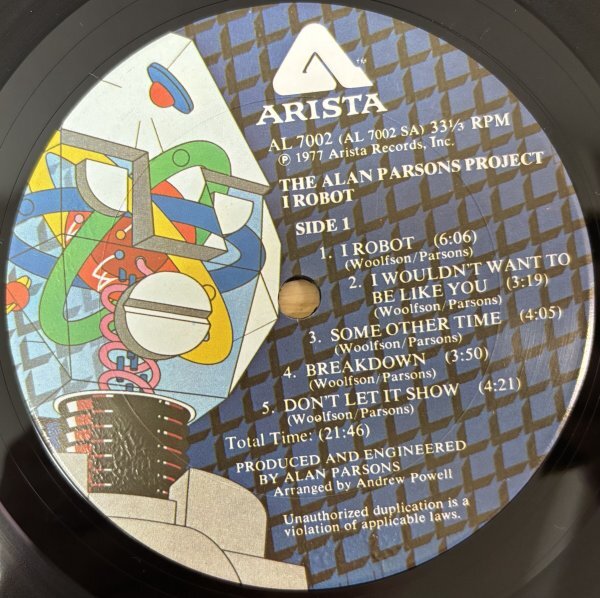 ™
ARISTA
AL 7002 (AL 7002 SA) 33⅓ RPM
℗ 1977 Arista Records, Inc.
THE ALAN PARSONS PROJECT
I ROBOT
SIDE 1
1. I ROBOT (6:06)
(Woolfson/Parsons)
2. I WOULDN'T WANT TO
BE LIKE YOU (3:19)
(Woolfson/Parsons)
3. SOME OTHER TIME (4:05)
(Woolfson/Parsons)
4. BREAKDOWN (3:50)
(Woolfson/Parsons)
5. DON'T LET IT SHOW (4:21)
(Woolfson/Parsons)
Total Time: (21:46)
PRODUCED AND ENGINEERED
BY ALAN PARSONS
Arranged by Andrew Powell
Unauthorized duplication is a
violation of applicable laws.